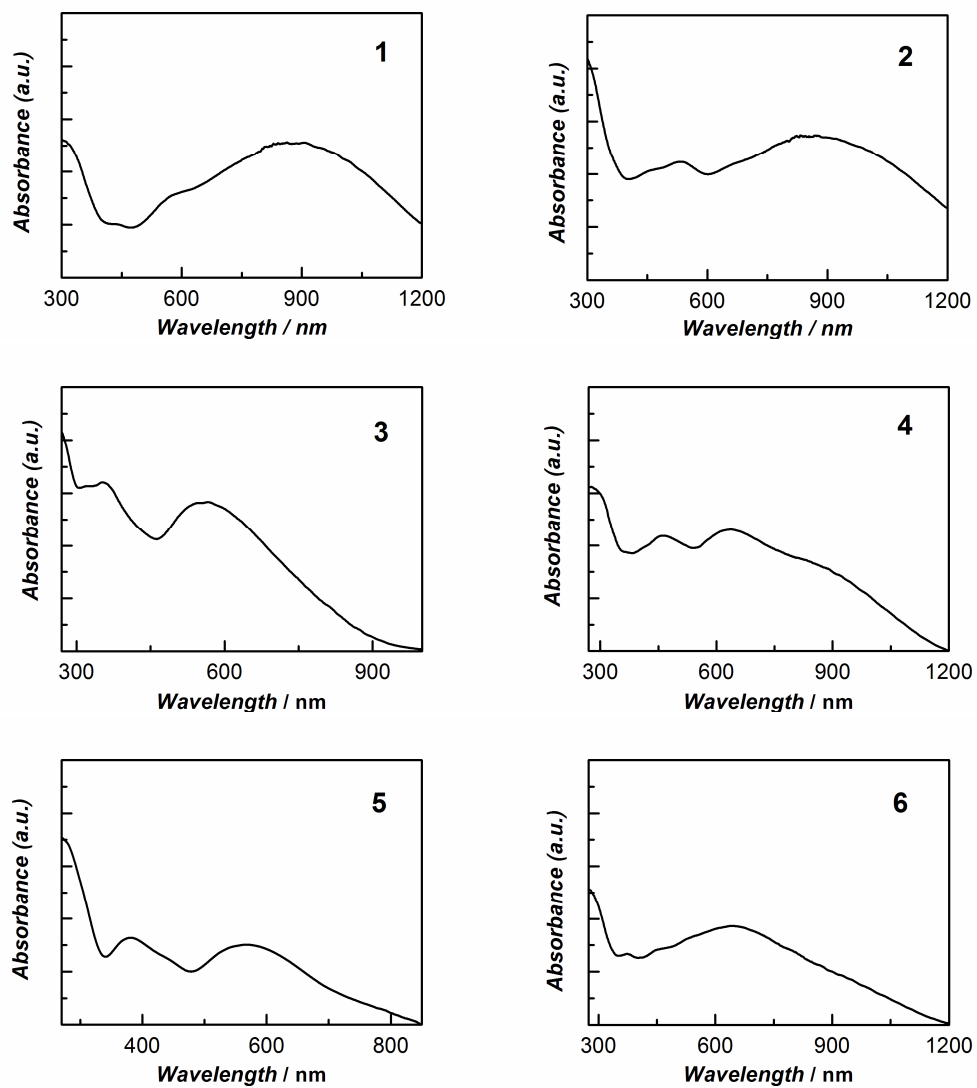 1
Absorbance (a.u.)
300 600 900 1200
Wavelength / nm
2
Absorbance (a.u.)
300 600 900 1200
Wavelength / nm
3
Absorbance (a.u.)
300 600 900
Wavelength / nm
4
Absorbance (a.u.)
300 600 900 1200
Wavelength / nm
5
Absorbance (a.u.)
400 600 800
Wavelength / nm
6
Absorbance (a.u.)
300 600 900 1200
Wavelength / nm